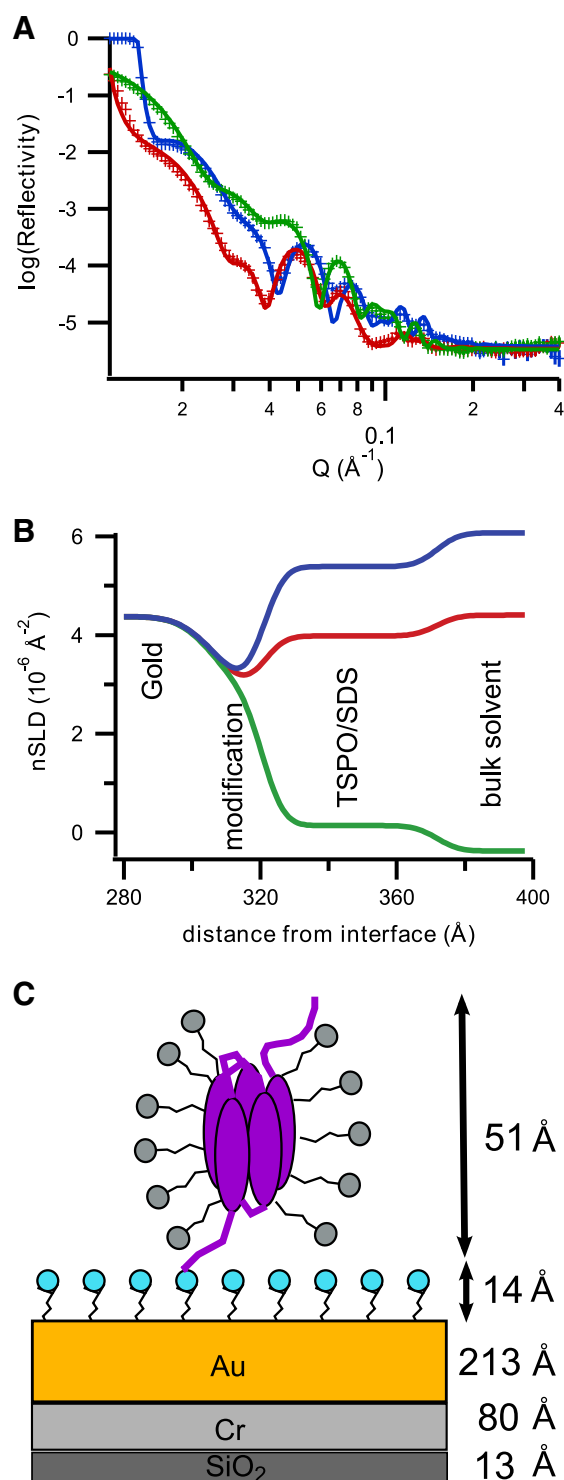 A
0
-1
-2
-3
-4
-5
log(Reflectivity)
2
4
6
8
2
4
0.1
Q (Å⁻¹)
B
6
4
2
0
nSLD (10⁻⁶ Å⁻²)
Gold
modification
TSPO/SDS
bulk solvent
280
320
360
400
distance from interface (Å)
C
51 Å
14 Å
Au
213 Å
Cr
80 Å
SiO₂
13 Å